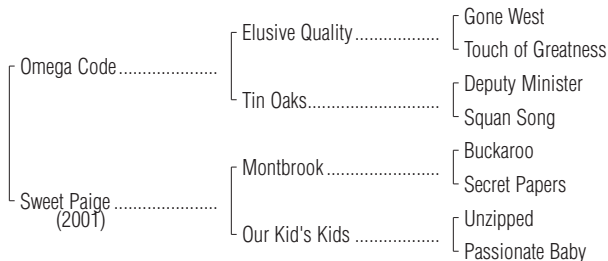 Gone West
Elusive Quality ..................
Touch of Greatness
Omega Code .....................
Deputy Minister
Tin Oaks............................
Squan Song
Buckaroo
Montbrook ........................
Secret Papers
Sweet Paige ......................
(2001)
Unzipped
Our Kid's Kids ..................
Passionate Baby